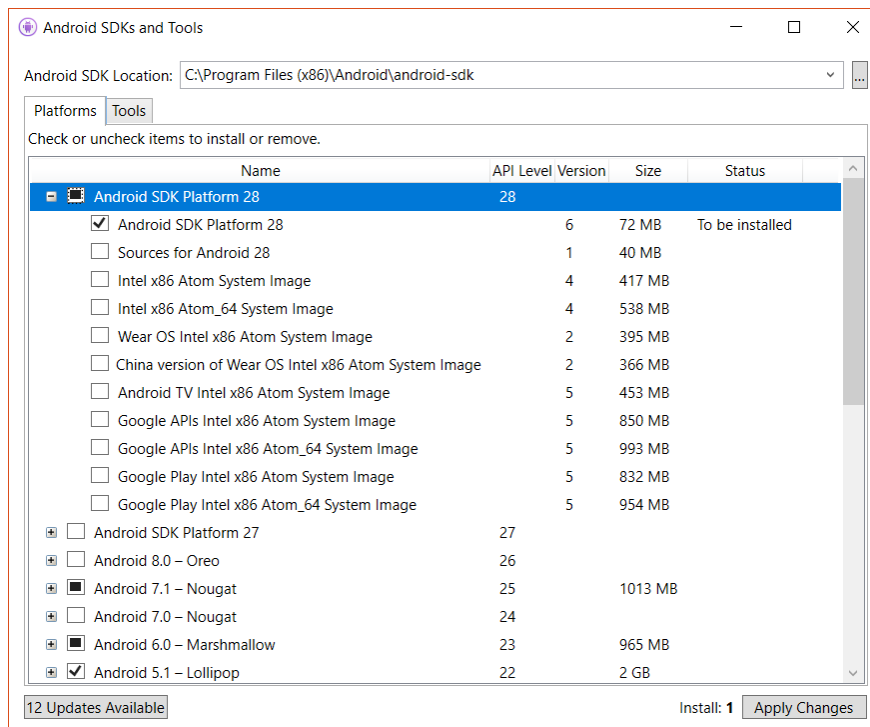 Android SDKs and Tools
Android SDK Location: C:\Program Files (x86)\Android\android-sdk ...
Platforms Tools
Check or uncheck items to install or remove.
Name API Level Version Size Status
Android SDK Platform 28 28
Android SDK Platform 28 6 72 MB To be installed
Sources for Android 28 1 40 MB
Intel x86 Atom System Image 4 417 MB
Intel x86 Atom_64 System Image 4 538 MB
Wear OS Intel x86 Atom System Image 2 395 MB
China version of Wear OS Intel x86 Atom System Image 2 366 MB
Android TV Intel x86 Atom System Image 5 453 MB
Google APIs Intel x86 Atom System Image 5 850 MB
Google APIs Intel x86 Atom_64 System Image 5 993 MB
Google Play Intel x86 Atom System Image 5 832 MB
Google Play Intel x86 Atom_64 System Image 5 954 MB
Android SDK Platform 27 27
Android 8.0 – Oreo 26
Android 7.1 – Nougat 25 1013 MB
Android 7.0 – Nougat 24
Android 6.0 – Marshmallow 23 965 MB
Android 5.1 – Lollipop 22 2 GB
12 Updates Available Install: 1 Apply Changes